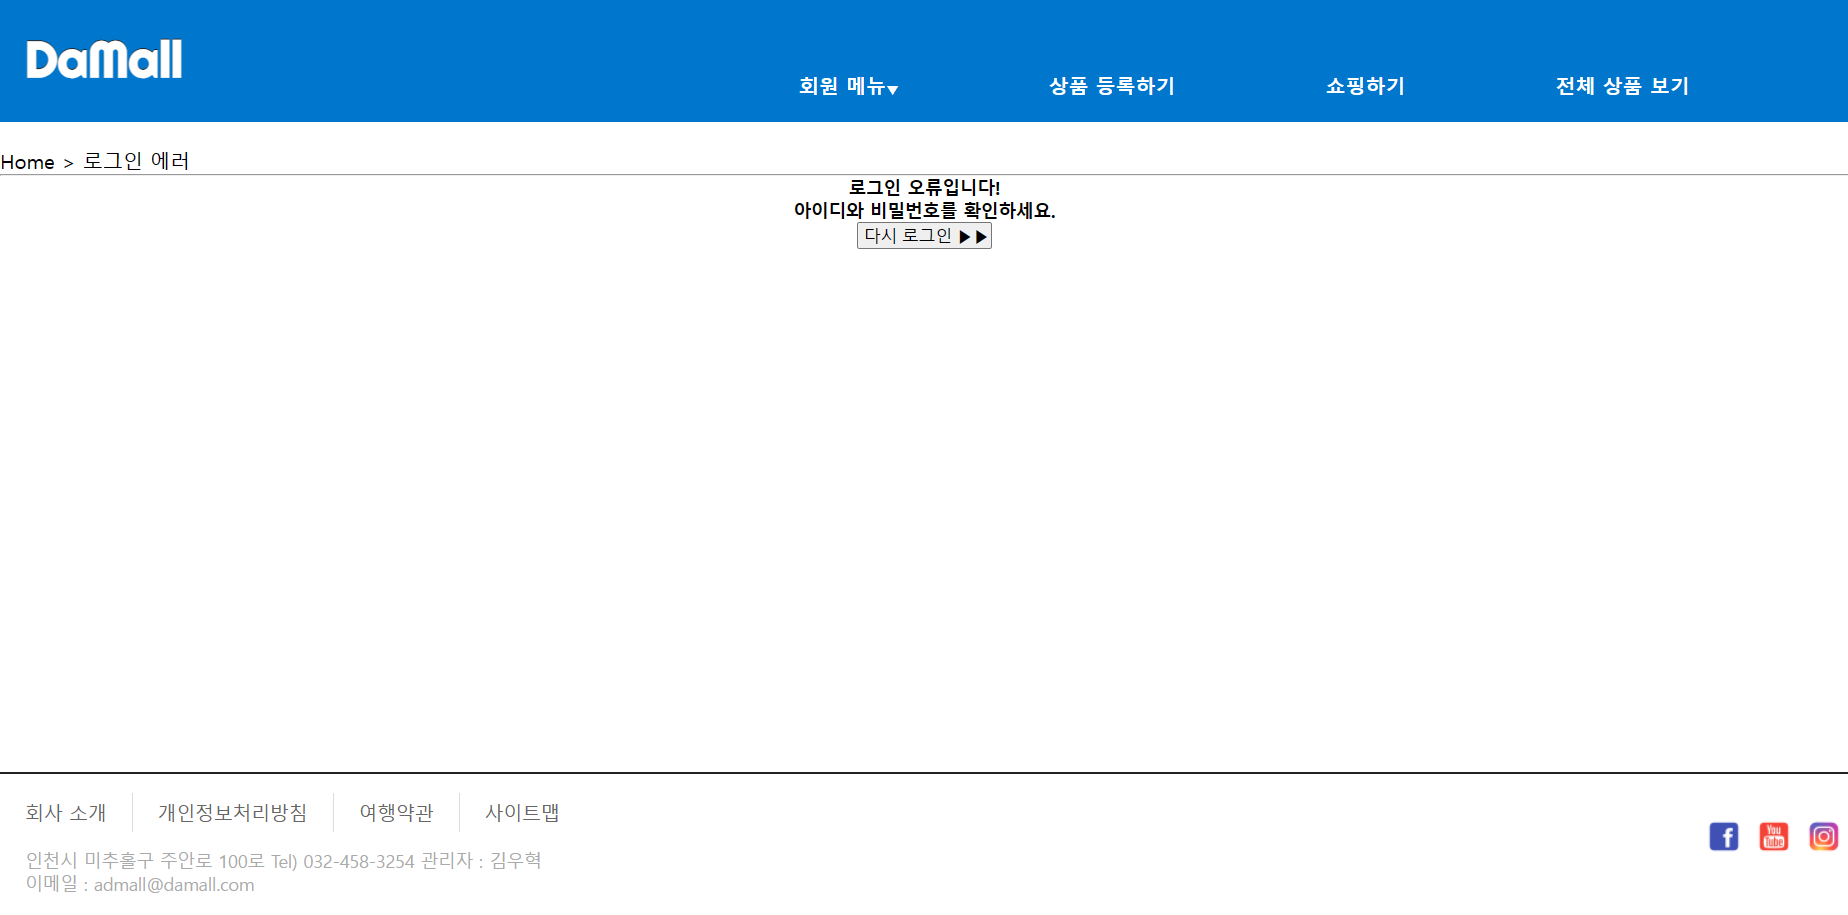 DaMall
회원 메뉴▼ 상품 등록하기 쇼핑하기 전체 상품 보기
Home > 로그인 에러
로그인 오류입니다!
아이디와 비밀번호를 확인하세요.
다시 로그인 ▶▶
회사 소개 개인정보처리방침 여행약관 사이트맵
인천시 미추홀구 주안로 100로 Tel) 032-458-3254 관리자 : 김우혁
이메일 : admall@damall.com
You Tube